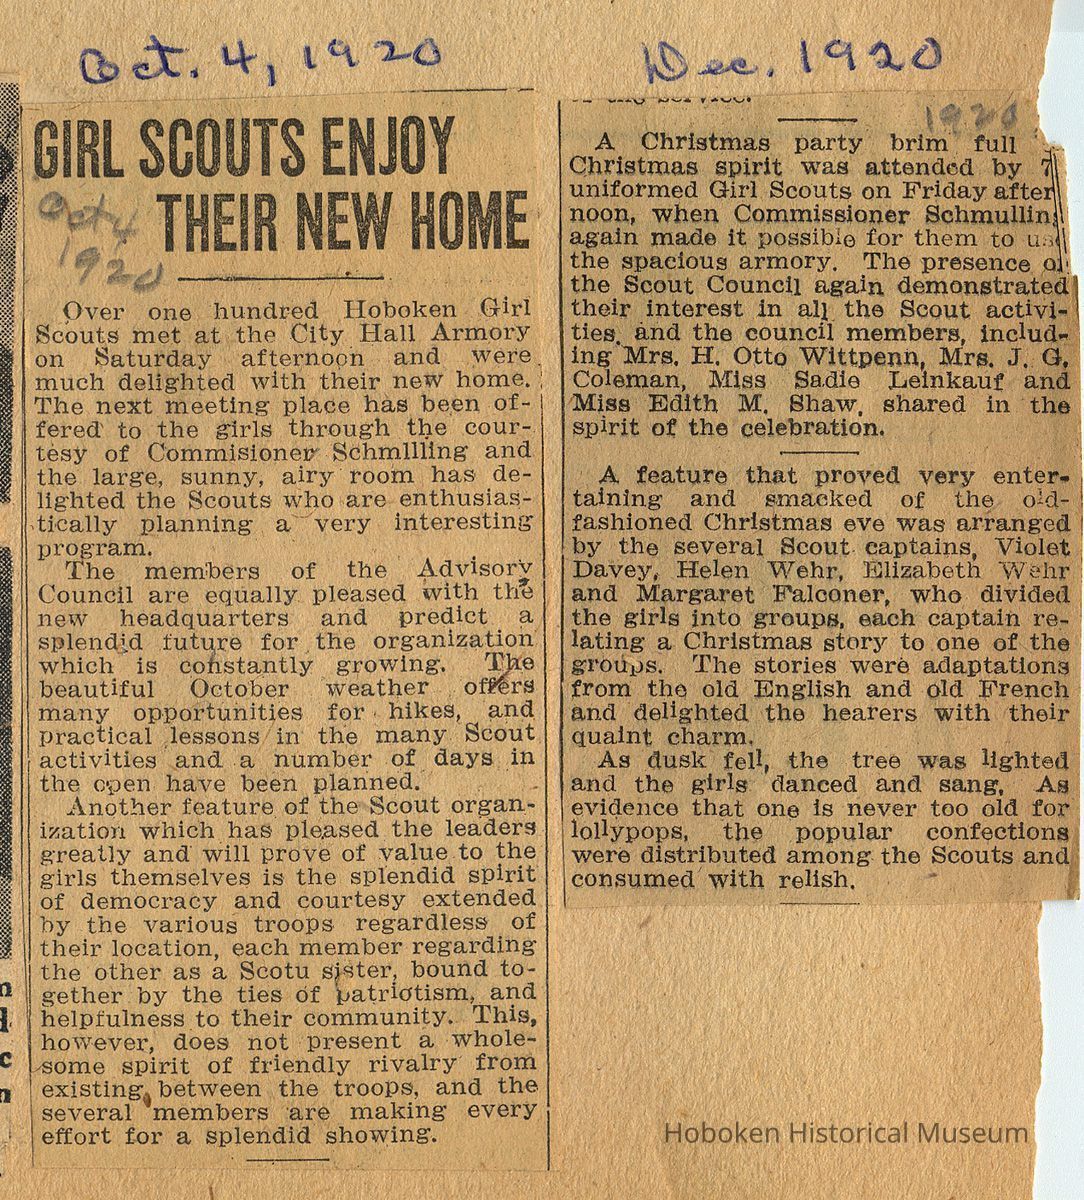 Oct. 4, 1920
GIRL SCOUTS ENJOY
THEIR NEW HOME
Oct 4
1920
Over one hundred Hoboken Girl
Scouts met at the City Hall Armory
on Saturday afternoon and were
much delighted with their new home.
The next meeting place has been of-
fered to the girls through the cour-
tesy of Commisioner Schmllling and
the large, sunny, airy room has de-
lighted the Scouts who are enthusias-
tically planning a very interesting
program.
The members of the Advisory
Council are equally pleased with the
new headquarters and predict a
splendid future for the organization
which is constantly growing. The
beautiful October weather offers
many opportunities for hikes, and
practical lessons in the many Scout
activities and a number of days in
the open have been planned.
Another feature of the Scout organ-
ization which has pleased the leaders
greatly and will prove of value to the
girls themselves is the splendid spirit
of democracy and courtesy extended
by the various troops regardless of
their location, each member regarding
the other as a Scotu sister, bound to-
gether by the ties of patriotism, and
helpfulness to their community. This,
however, does not present a whole-
some spirit of friendly rivalry from
existing between the troops, and the
several members are making every
effort for a splendid showing.
Dec. 1920
1920
A Christmas party brim full
Christmas spirit was attended by 7
uniformed Girl Scouts on Friday after
noon, when Commissioner Schmulling
again made it possible for them to use
the spacious armory. The presence of
the Scout Council again demonstrated
their interest in all the Scout activi-
ties, and the council members, includ-
ing Mrs. H. Otto Wittpenn, Mrs. J. G.
Coleman, Miss Sadie Leinkauf and
Miss Edith M. Shaw, shared in the
spirit of the celebration.
A feature that proved very enter-
taining and smacked of the old-
fashioned Christmas eve was arranged
by the several Scout captains, Violet
Davey, Helen Wehr, Elizabeth Wehr
and Margaret Falconer, who divided
the girls into groups, each captain re-
lating a Christmas story to one of the
groups. The stories were adaptations
from the old English and old French
and delighted the hearers with their
quaint charm.
As dusk fell, the tree was lighted
and the girls danced and sang. As
evidence that one is never too old for
lollypops, the popular confections
were distributed among the Scouts and
consumed with relish.
Hoboken Historical Museum